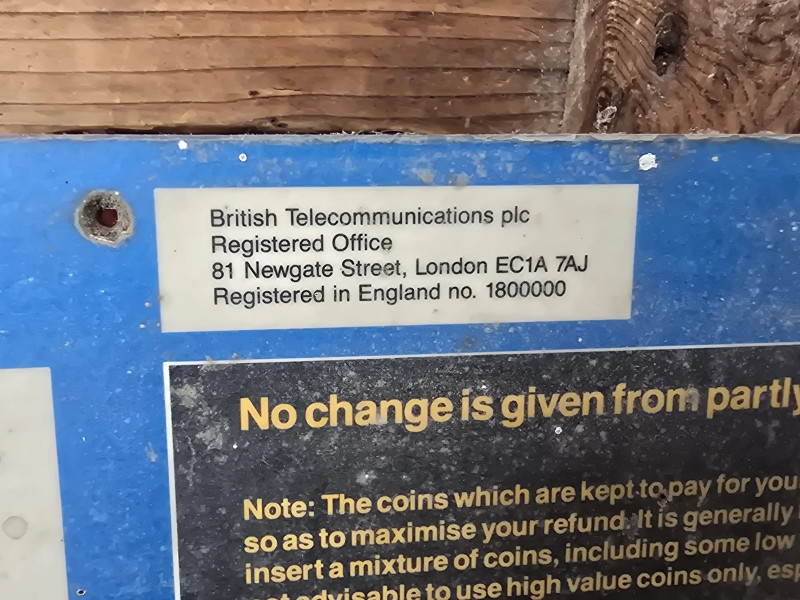 British Telecommunications plc
Registered Office
81 Newgate Street, London EC1A 7AJ
Registered in England no. 1800000
No change is given from partly
Note: The coins which are kept to pay for your
so as to maximise your refund. It is generally
insert a mixture of coins, including some low
not advisable to use high value coins only, esp